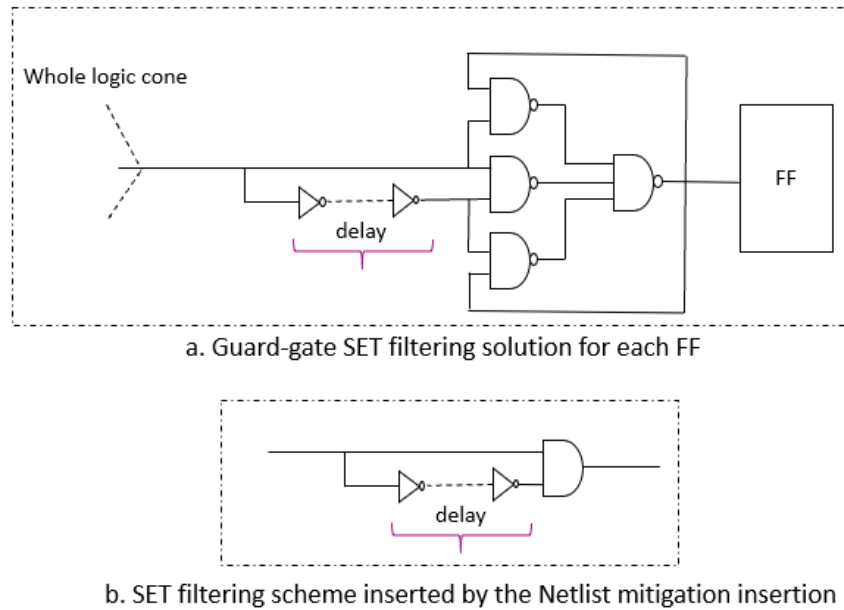 Whole logic cone
delay
FF
a. Guard-gate SET filtering solution for each FF
delay
b. SET filtering scheme inserted by the Netlist mitigation insertion